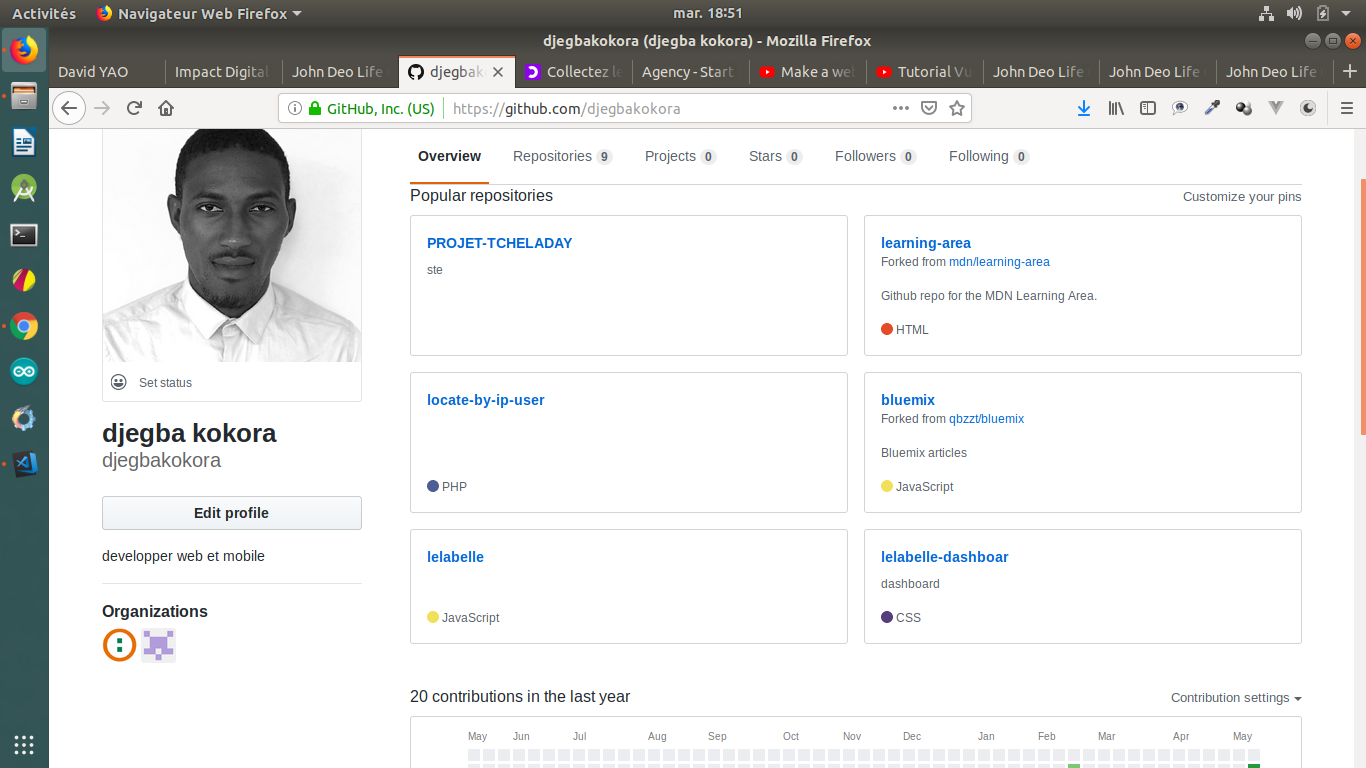 Activités Navigateur Web Firefox mar. 18:51
djegbakokora (djegba kokora) - Mozilla Firefox
David YAO Impact Digital John Deo Life djegbako Collectez le Agency - Start Make a web Tutorial Vu John Deo Life John Deo Life John Deo Life
GitHub, Inc. (US) https://github.com/djegbakokora
Overview Repositories 9 Projects 0 Stars 0 Followers 0 Following 0
Popular repositories Customize your pins
PROJET-TCHELADAY
ste
learning-area
Forked from mdn/learning-area
Github repo for the MDN Learning Area.
HTML
Set status
djegba kokora
djegbakokora
Edit profile
developper web et mobile
Organizations
locate-by-ip-user
PHP
bluemix
Forked from qbzzt/bluemix
Bluemix articles
JavaScript
lelabelle
JavaScript
lelabelle-dashboar
dashboard
CSS
20 contributions in the last year Contribution settings
May Jun Jul Aug Sep Oct Nov Dec Jan Feb Mar Apr May